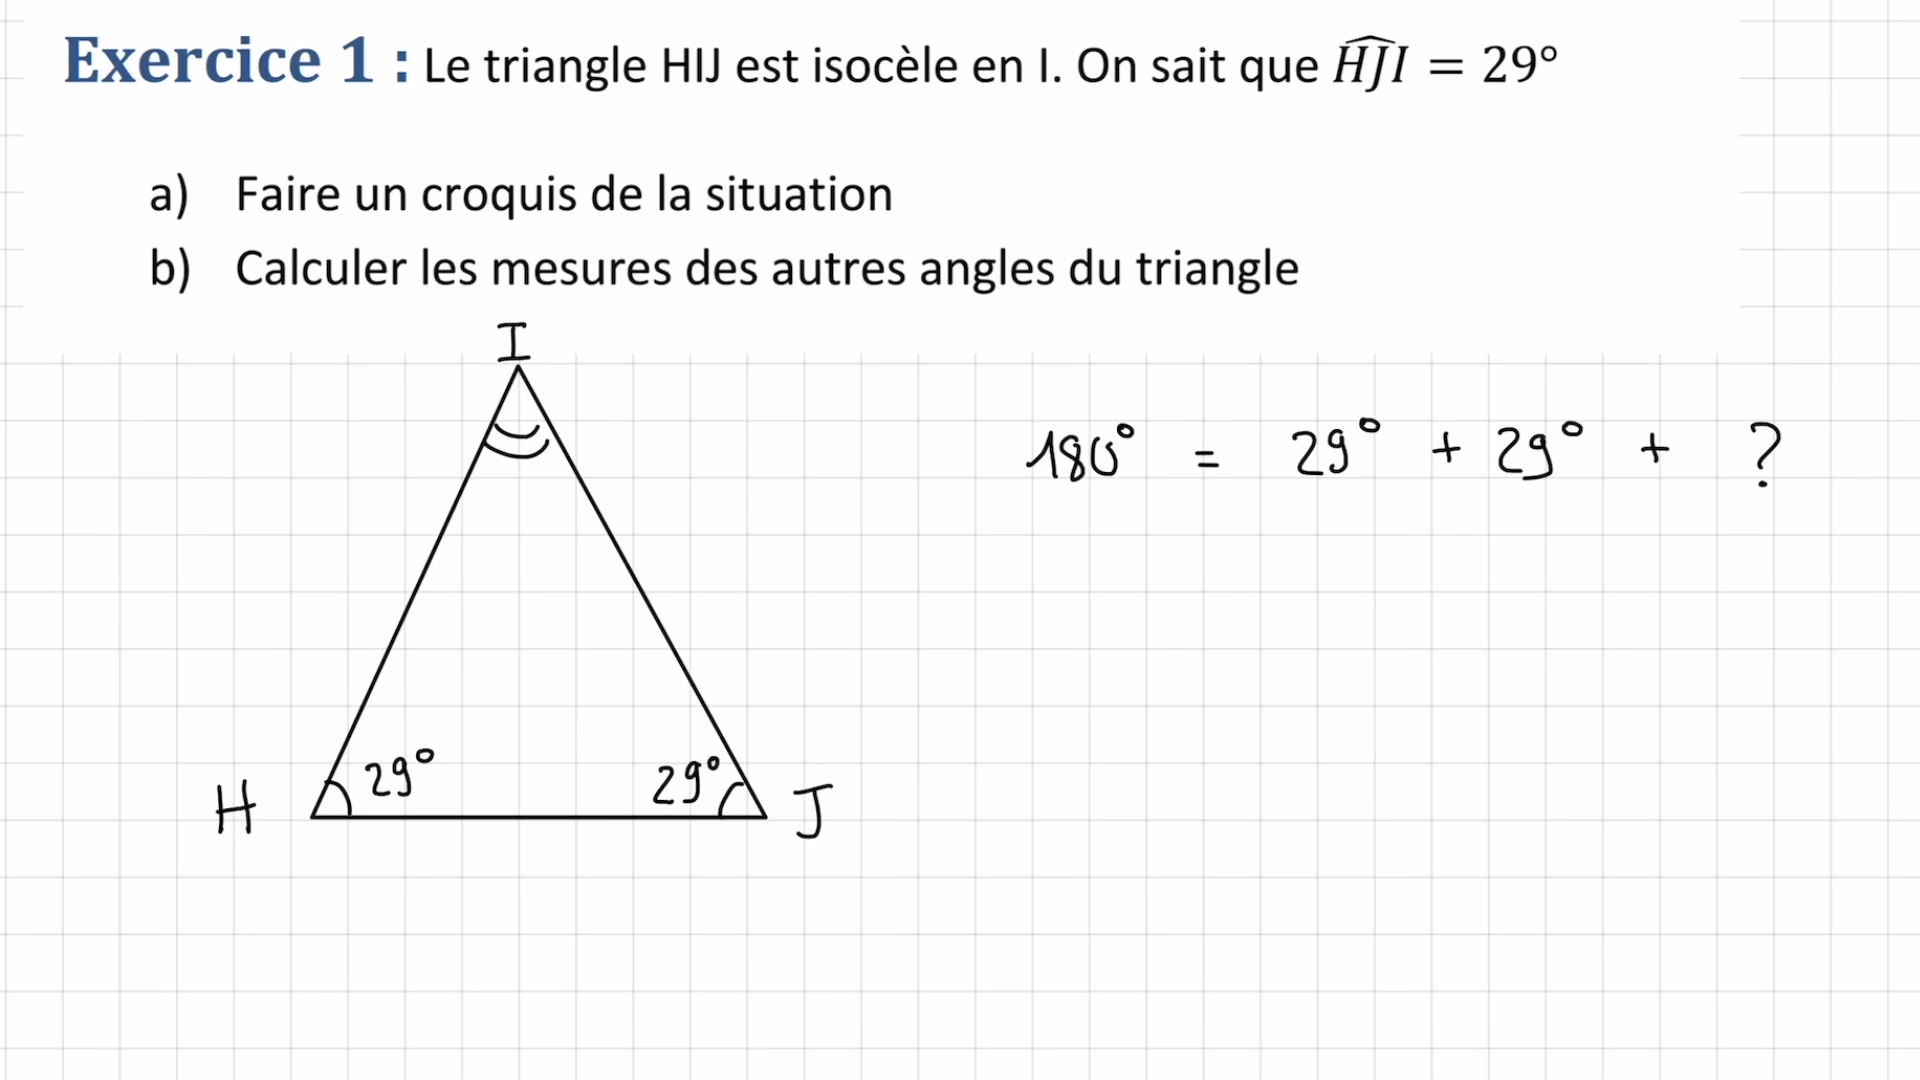 Exercice 1 : Le triangle HIJ est isocèle en I. On sait que \widehat{HJI} = 29°
a) Faire un croquis de la situation
b) Calculer les mesures des autres angles du triangle
I
180° = 29° + 29° + ?
29° 29°
H J